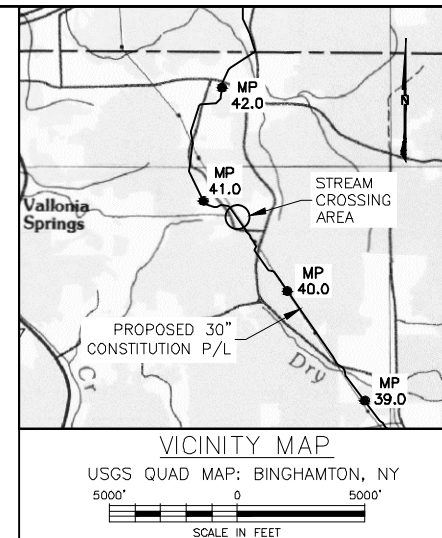 MP
42.0
N
MP
41.0
STREAM
CROSSING
AREA
Vallonia
Springs
MP
40.0
PROPOSED 30"
CONSTITUTION P/L
Dry
Cr
MP
39.0
VICINITY MAP
USGS QUAD MAP: BINGHAMTON, NY
5000' 0 5000'
SCALE IN FEET